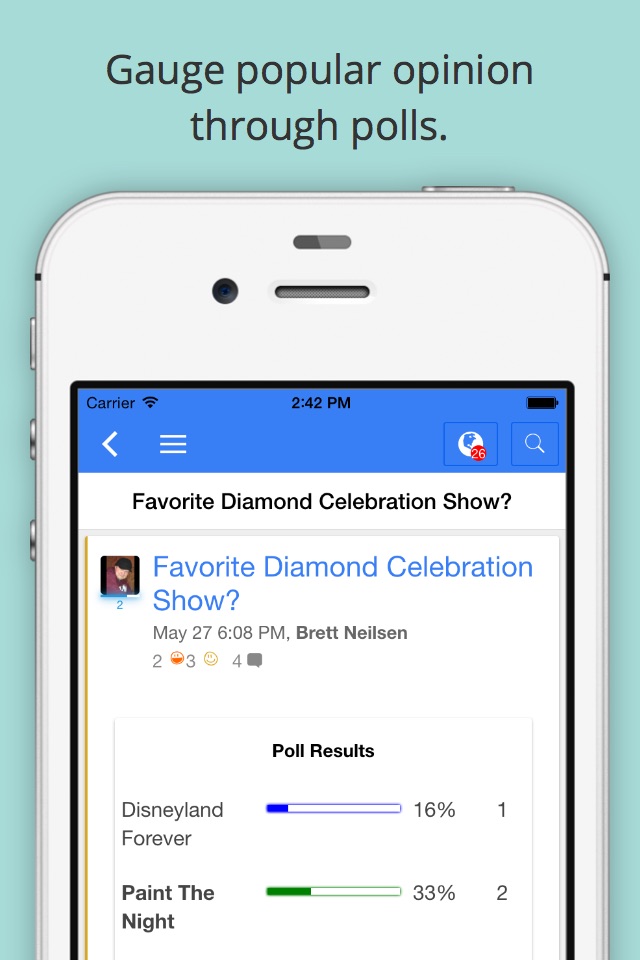 Gauge popular opinion
through polls.
Carrier 2:42 PM
26
Favorite Diamond Celebration Show?
Favorite Diamond Celebration
Show?
2
May 27 6:08 PM, Brett Neilsen
2 3 4
Poll Results
Disneyland 16% 1
Forever
Paint The 33% 2
Night